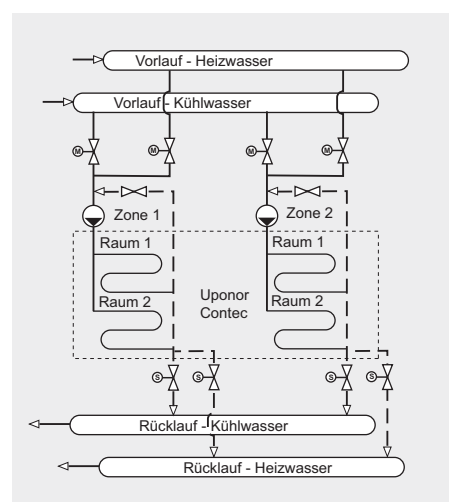 Vorlauf - Heizwasser
Vorlauf - Kühlwasser
M
M
M
M
Zone 1
Zone 2
Raum 1
Raum 1
Raum 2
Raum 2
Uponor
Contec
S
S
S
S
Rücklauf - Kühlwasser
Rücklauf - Heizwasser